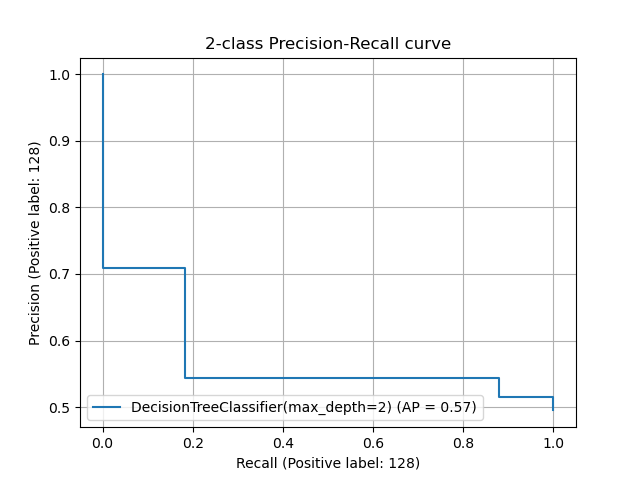 2-class Precision-Recall curve
1.0
0.9
0.8
0.7
0.6
0.5
Precision (Positive label: 128)
DecisionTreeClassifier(max_depth=2) (AP = 0.57)
0.0 0.2 0.4 0.6 0.8 1.0
Recall (Positive label: 128)